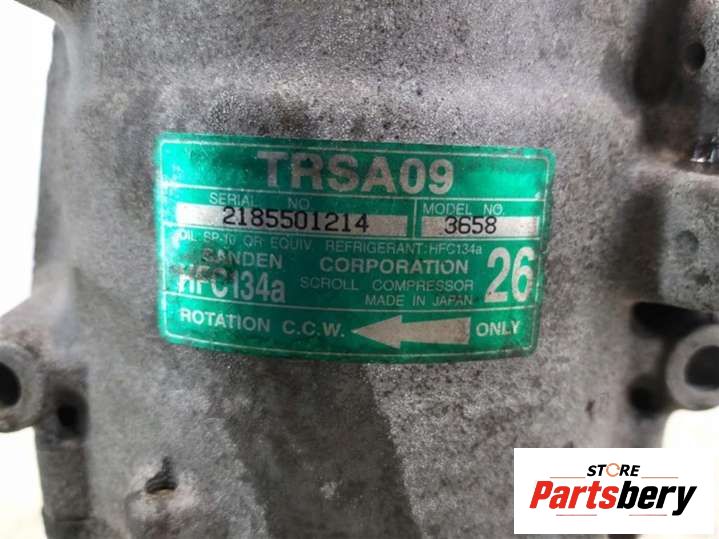 TRSA09
SERIAL NO.
MODEL NO.
2185501214
3658
OIL: SP-10 OR EQUIV. REFRIGERANT: HFC134a
SANDEN CORPORATION
HFC134a SCROLL COMPRESSOR
MADE IN JAPAN
26
ROTATION C.C.W. ONLY
STORE
Partsbery